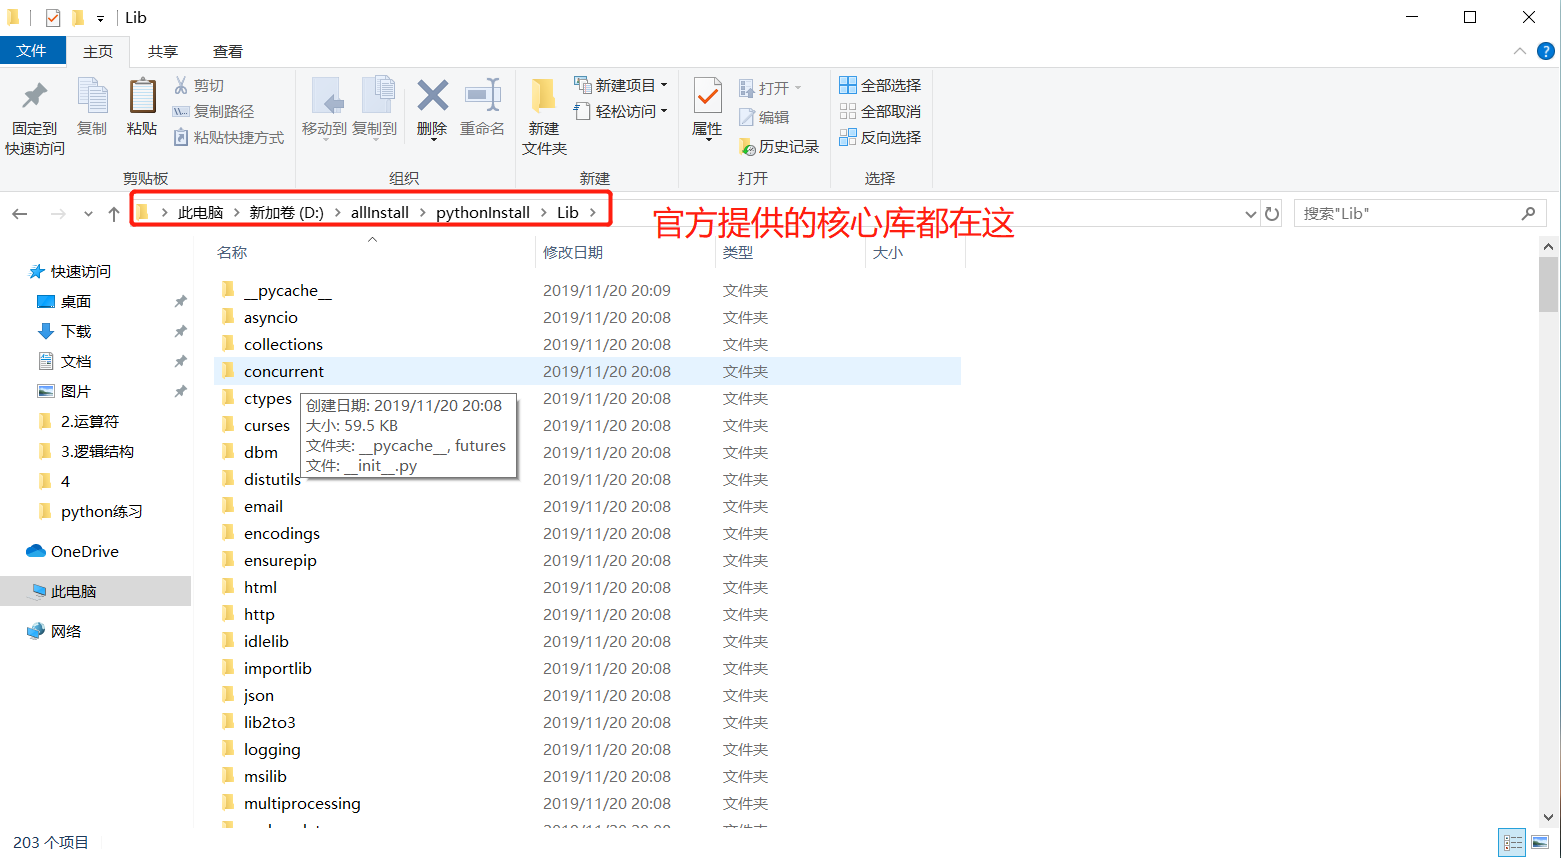 Lib
文件 主页 共享 查看
固定到
快速访问
复制
粘贴
剪切
复制路径
粘贴快捷方式
剪贴板
移动到 复制到 删除 重命名
组织
新建
文件夹
新建项目
轻松访问
新建
属性
打开
编辑
历史记录
打开
全部选择
全部取消
反向选择
选择
此电脑 > 新加卷 (D:) > allInstall > pythonInstall > Lib >
官方提供的核心库都在这
搜索"Lib"
快速访问
桌面
下载
文档
图片
2.运算符
3.逻辑结构
4
python练习
OneDrive
此电脑
网络
名称 修改日期 类型 大小
__pycache__ 2019/11/20 20:09 文件夹
asyncio 2019/11/20 20:08 文件夹
collections 2019/11/20 20:08 文件夹
concurrent 2019/11/20 20:08 文件夹
ctypes 2019/11/20 20:08 文件夹
curses 2019/11/20 20:08 文件夹
dbm 2019/11/20 20:08 文件夹
distutils 2019/11/20 20:08 文件夹
email 2019/11/20 20:08 文件夹
encodings 2019/11/20 20:08 文件夹
ensurepip 2019/11/20 20:08 文件夹
html 2019/11/20 20:08 文件夹
http 2019/11/20 20:08 文件夹
idlelib 2019/11/20 20:08 文件夹
importlib 2019/11/20 20:08 文件夹
json 2019/11/20 20:08 文件夹
lib2to3 2019/11/20 20:08 文件夹
logging 2019/11/20 20:08 文件夹
msilib 2019/11/20 20:08 文件夹
multiprocessing 2019/11/20 20:08 文件夹
创建日期: 2019/11/20 20:08
大小: 59.5 KB
文件夹: __pycache__, futures
文件: __init__.py
203 个项目